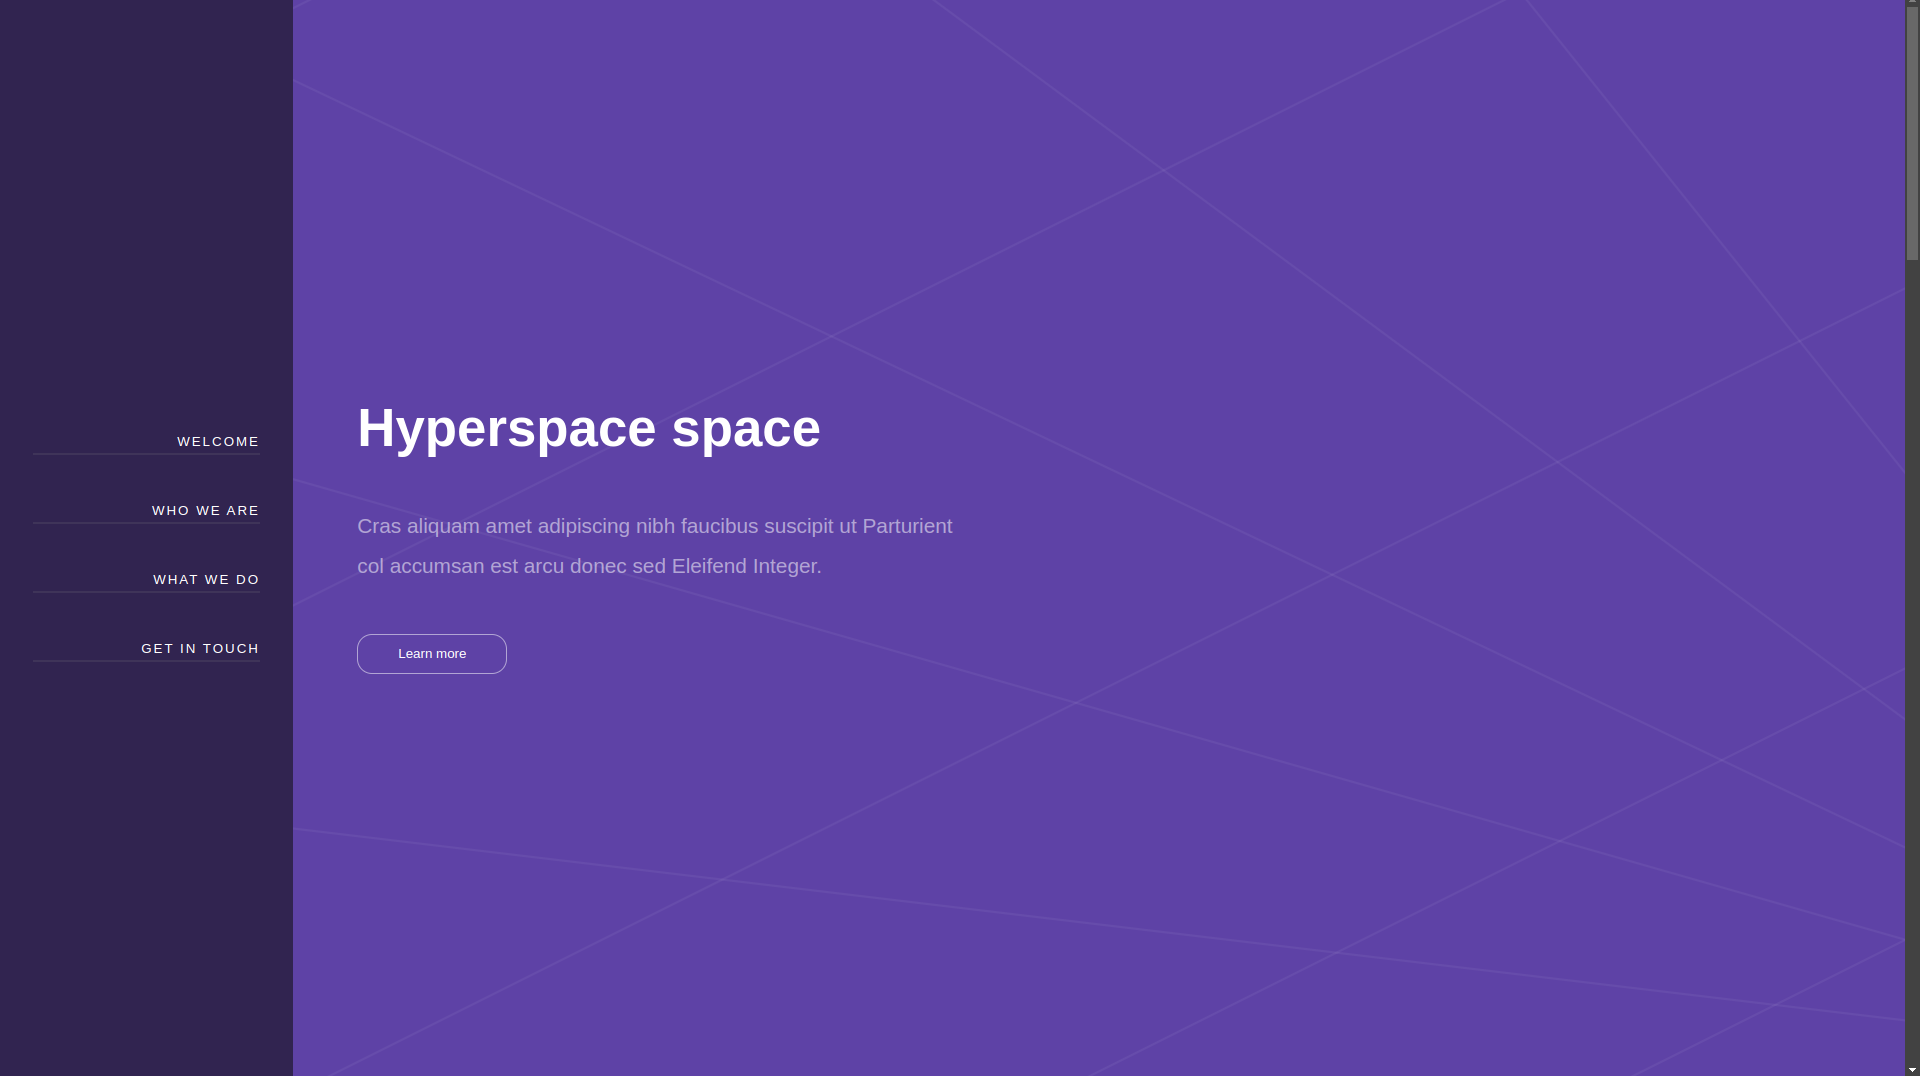 WELCOME
WHO WE ARE
WHAT WE DO
GET IN TOUCH
Hyperspace space
Cras aliquam amet adipiscing nibh faucibus suscipit ut Parturient
col accumsan est arcu donec sed Eleifend Integer.
Learn more